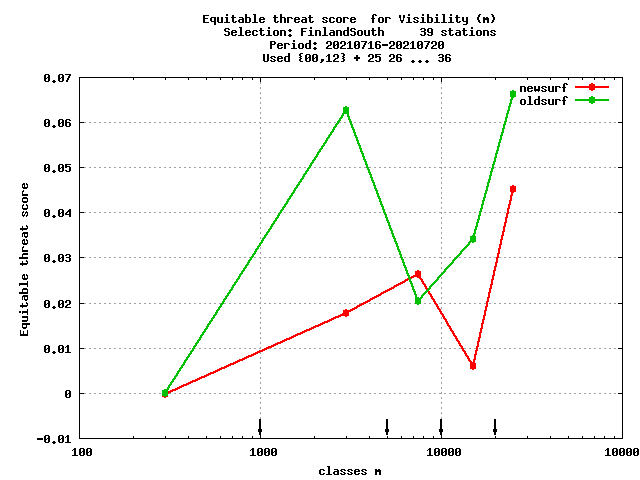 Equitable threat score  for Visibility (m)
Selection: FinlandSouth     39 stations
Period: 20210716-20210720
Used {00,12} + 25 26 ... 36
newsurf
oldsurf
0.07
0.06
0.05
0.04
0.03
0.02
0.01
0
-0.01
Equitable threat score
100 1000 10000 10000
classes m